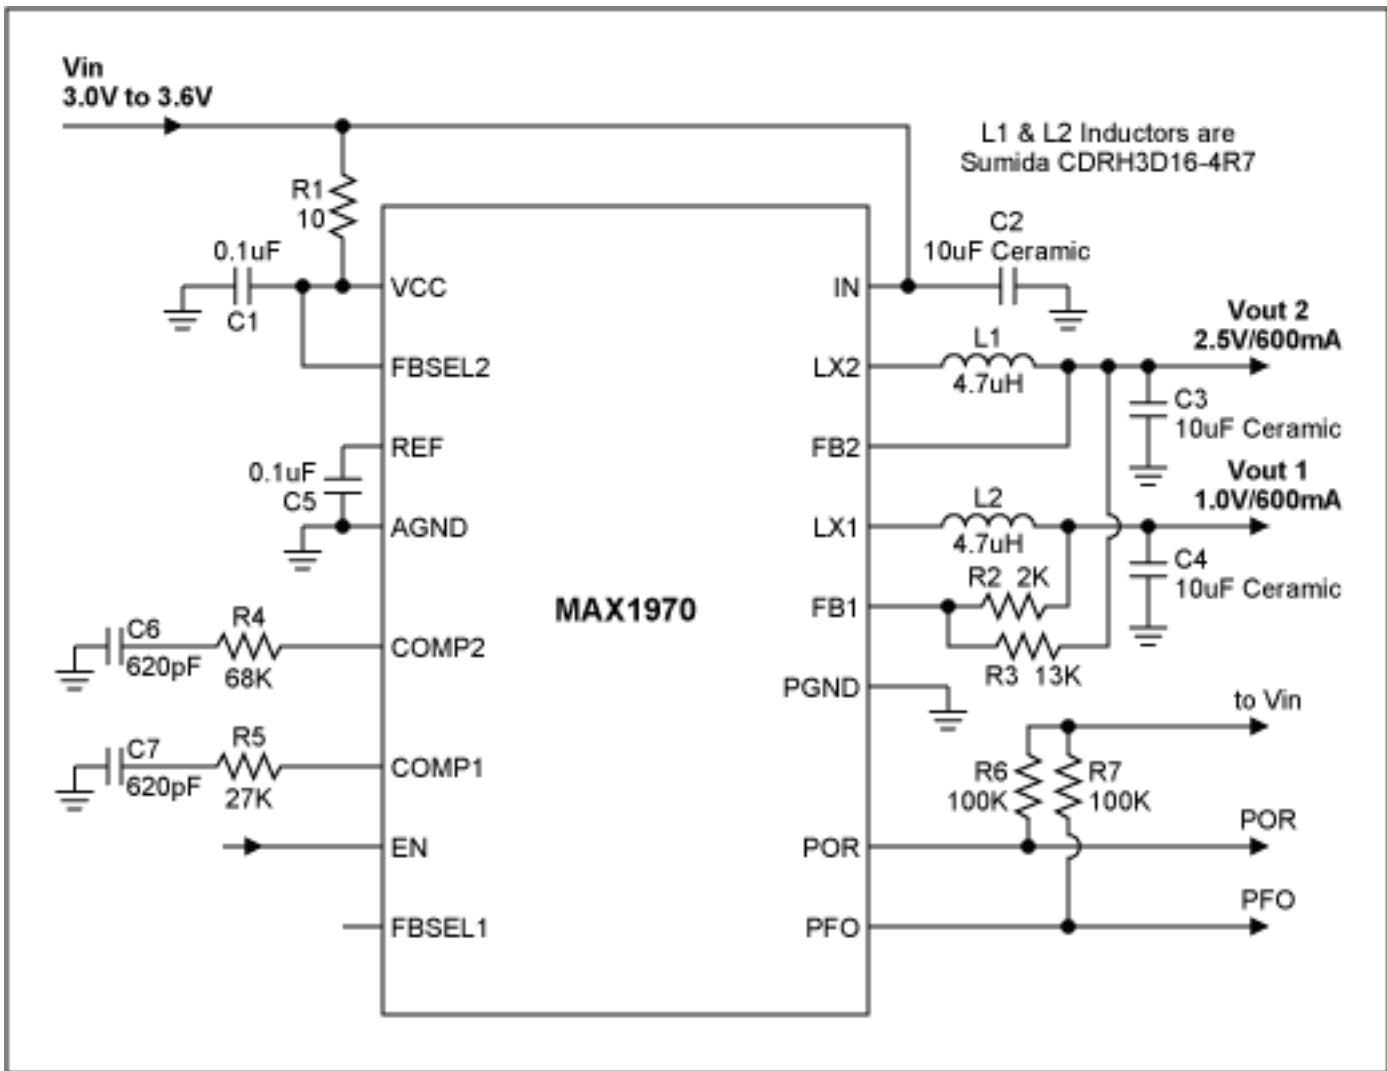 Vin
3.0V to 3.6V
L1 & L2 Inductors are
Sumida CDRH3D16-4R7
R1
10
0.1uF
C1
C2
10uF Ceramic
VCC
IN
Vout 2
2.5V/600mA
FBSEL2
LX2
L1
4.7uH
C3
10uF Ceramic
REF
FB2
0.1uF
C5
Vout 1
1.0V/600mA
AGND
LX1
L2
4.7uH
C4
10uF Ceramic
MAX1970
FB1
R2 2K
R3 13K
C6
620pF
R4
68K
COMP2
PGND
to Vin
C7
620pF
R5
27K
COMP1
R6
100K
R7
100K
EN
POR
POR
FBSEL1
PFO
PFO